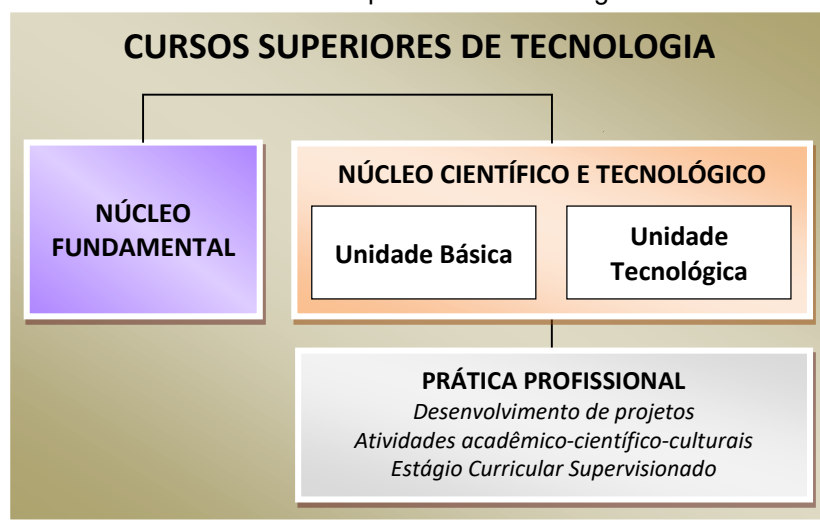 CURSOS SUPERIORES DE TECNOLOGIA
NÚCLEO
FUNDAMENTAL
NÚCLEO CIENTÍFICO E TECNOLÓGICO
Unidade Básica
Unidade
Tecnológica
PRÁTICA PROFISSIONAL
Desenvolvimento de projetos
Atividades acadêmico-científico-culturais
Estágio Curricular Supervisionado